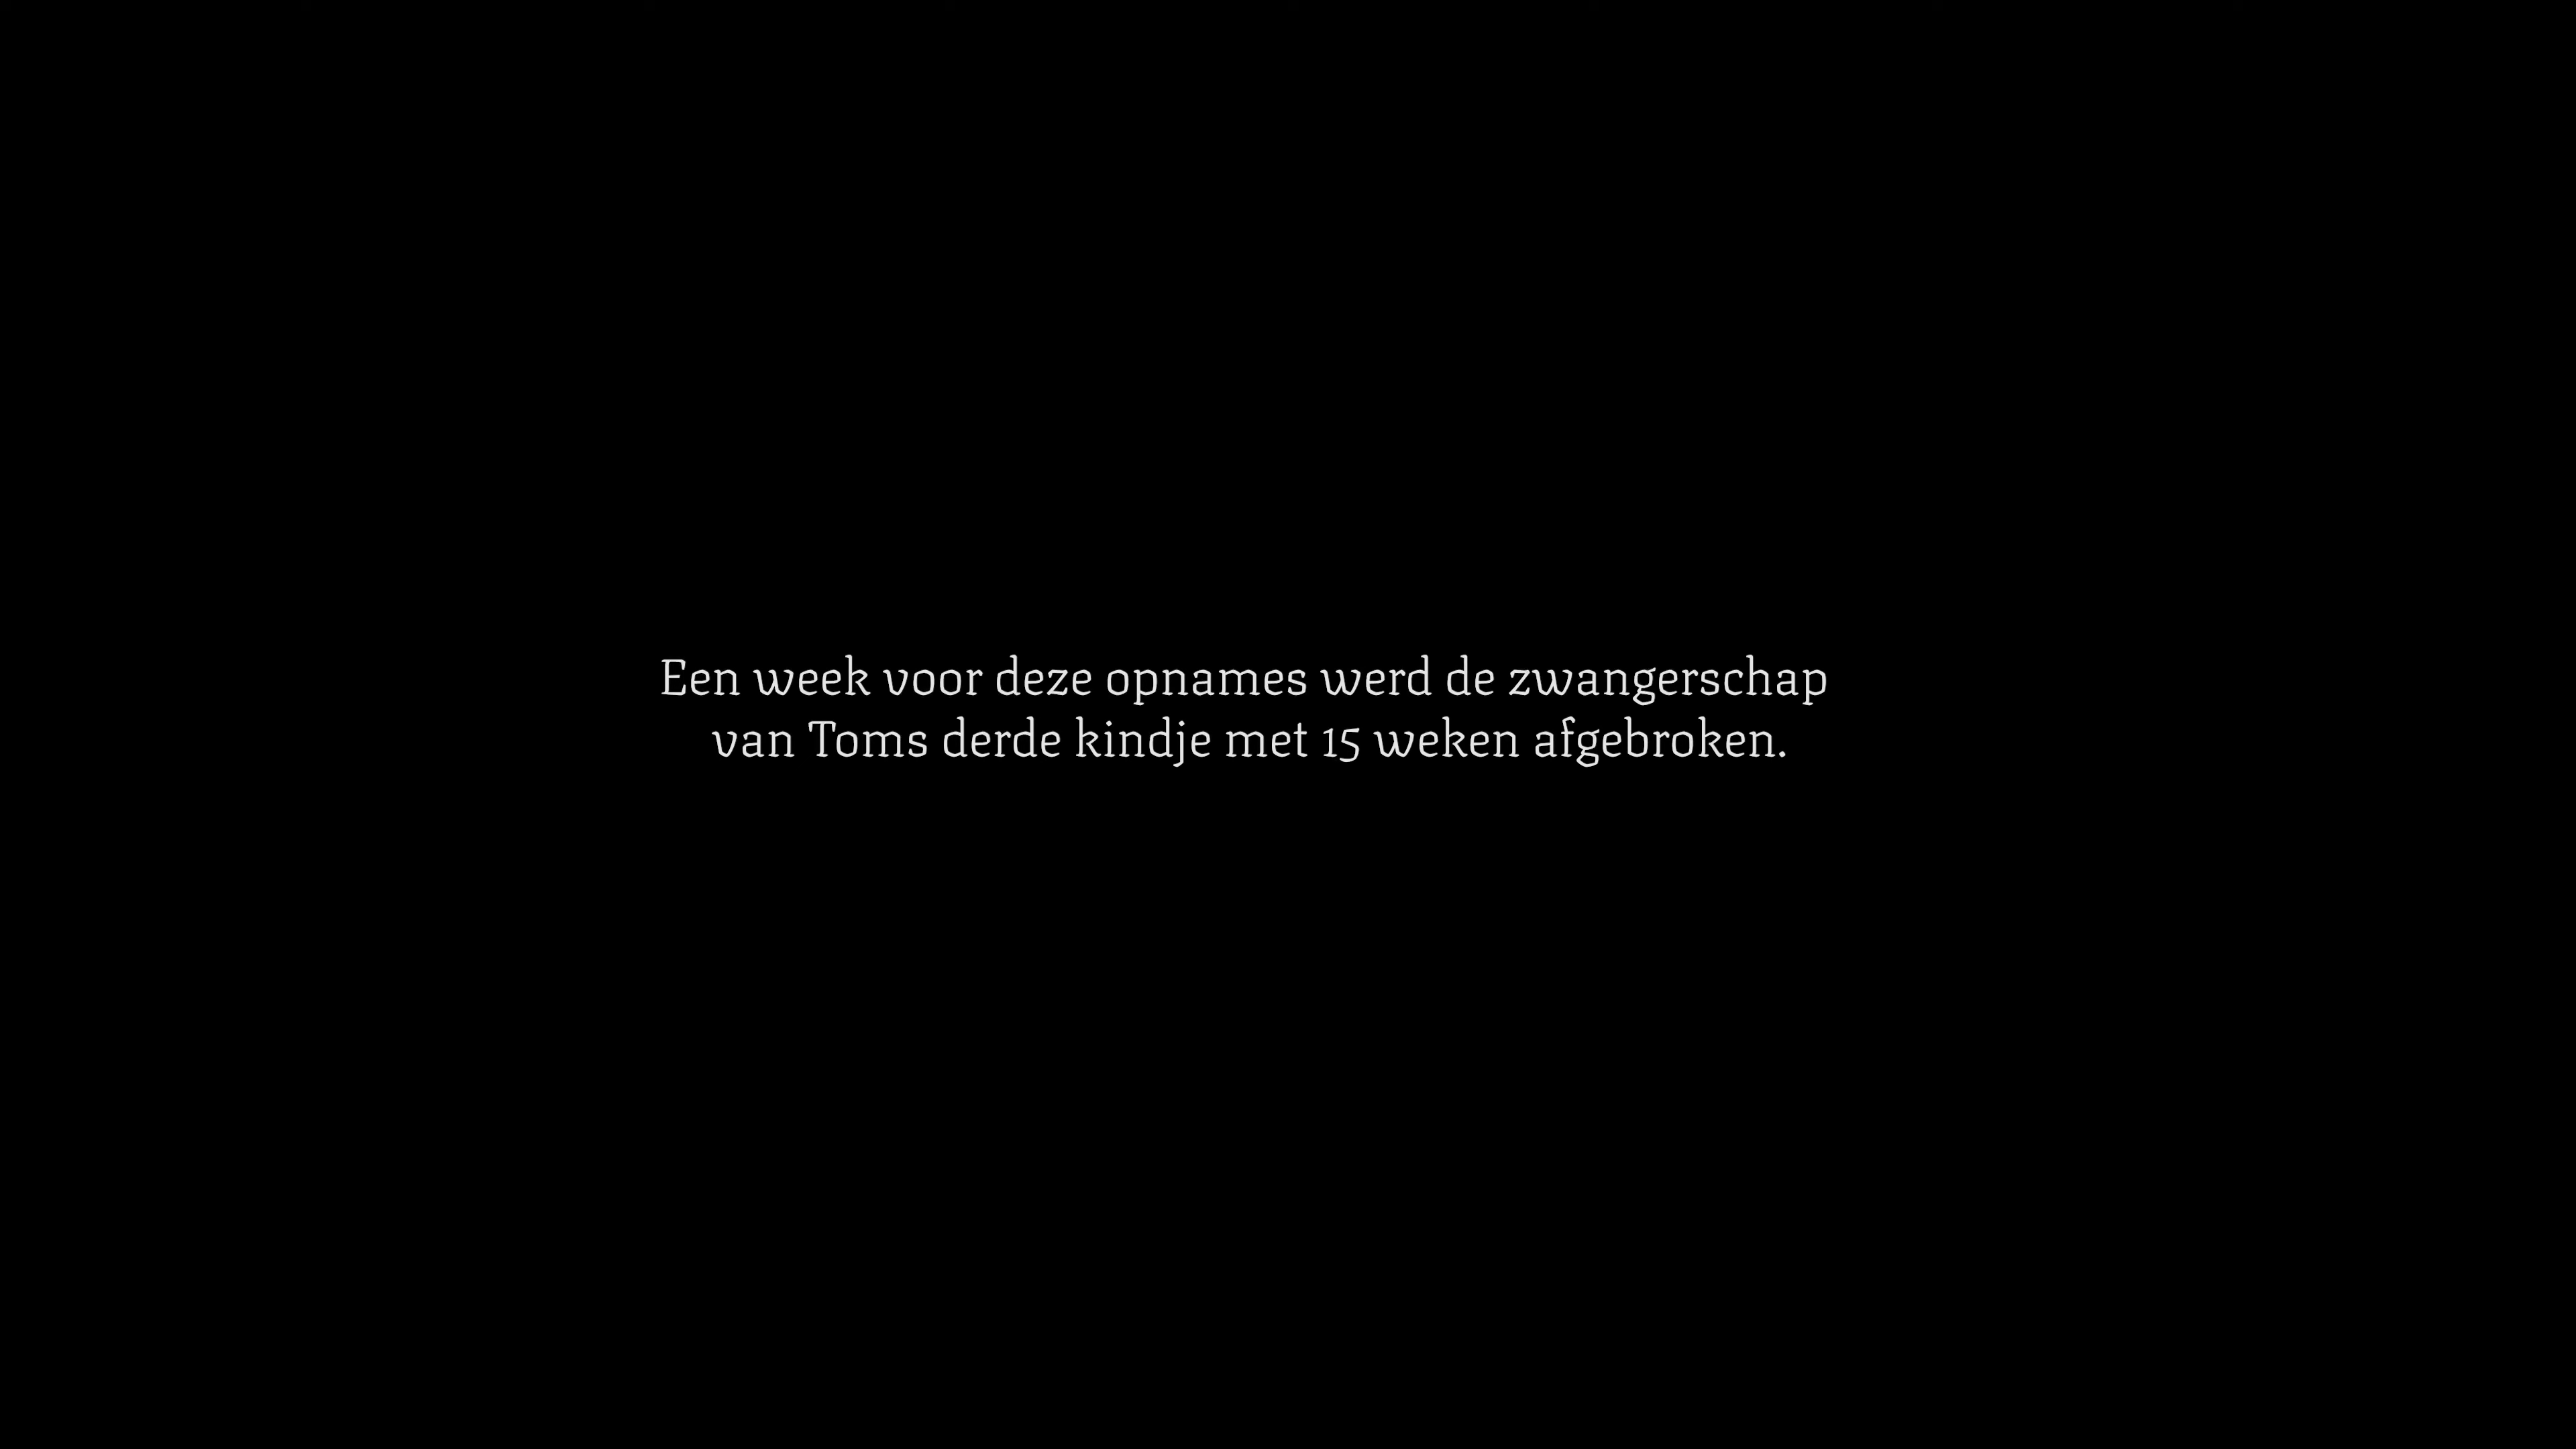 Een week voor deze opnames werd de zwangerschap
van Toms derde kindje met 15 weken afgebroken.